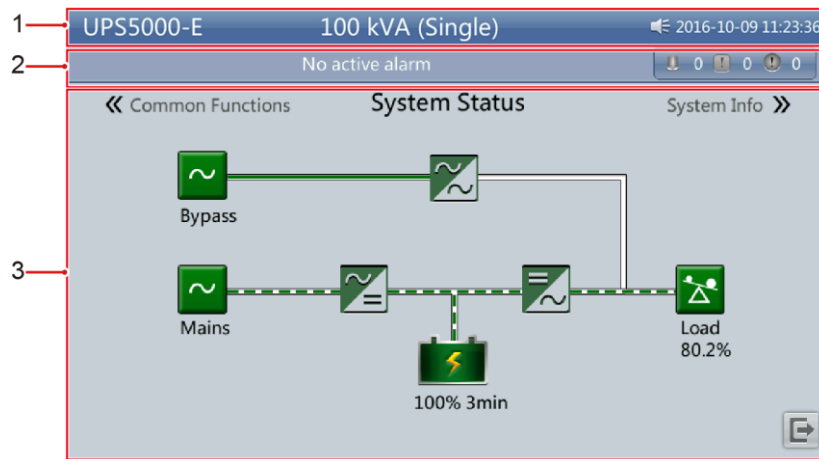 1
UPS5000-E 100 kVA (Single) 2016-10-09 11:23:36
2
No active alarm 0 0 0
Common Functions System Status System Info
Bypass
3
Mains
Load
80.2%
100% 3min